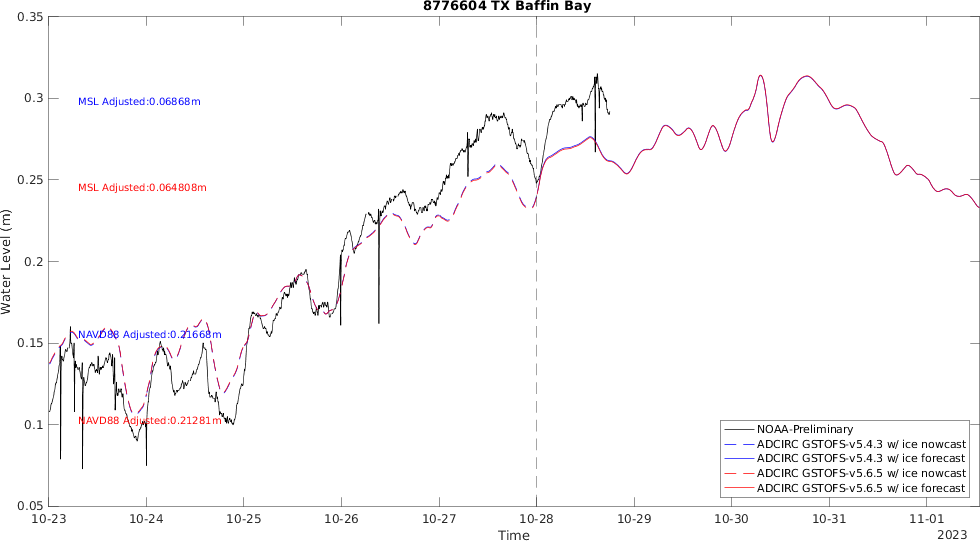 8776604 TX Baffin Bay
0.35
0.3
0.25
0.2
0.15
0.1
0.05
Water Level (m)
MSL Adjusted:0.06868m
MSL Adjusted:0.064808m
NAVD88 Adjusted:0.21668m
NAVD88 Adjusted:0.21281m
NOAA-Preliminary
ADCIRC GSTOFS-v5.4.3 w/ ice nowcast
ADCIRC GSTOFS-v5.4.3 w/ ice forecast
ADCIRC GSTOFS-v5.6.5 w/ ice nowcast
ADCIRC GSTOFS-v5.6.5 w/ ice forecast
10-23 10-24 10-25 10-26 10-27 10-28 10-29 10-30 10-31 11-01
Time
2023